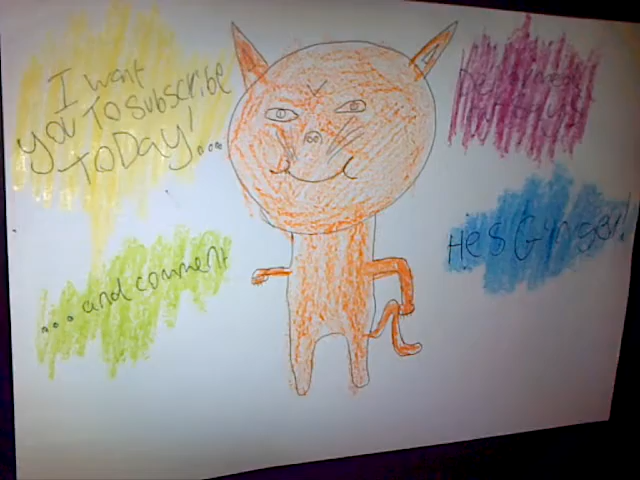 I want
you To subscribe
ToDay!...
...and comment
He's Ginger!